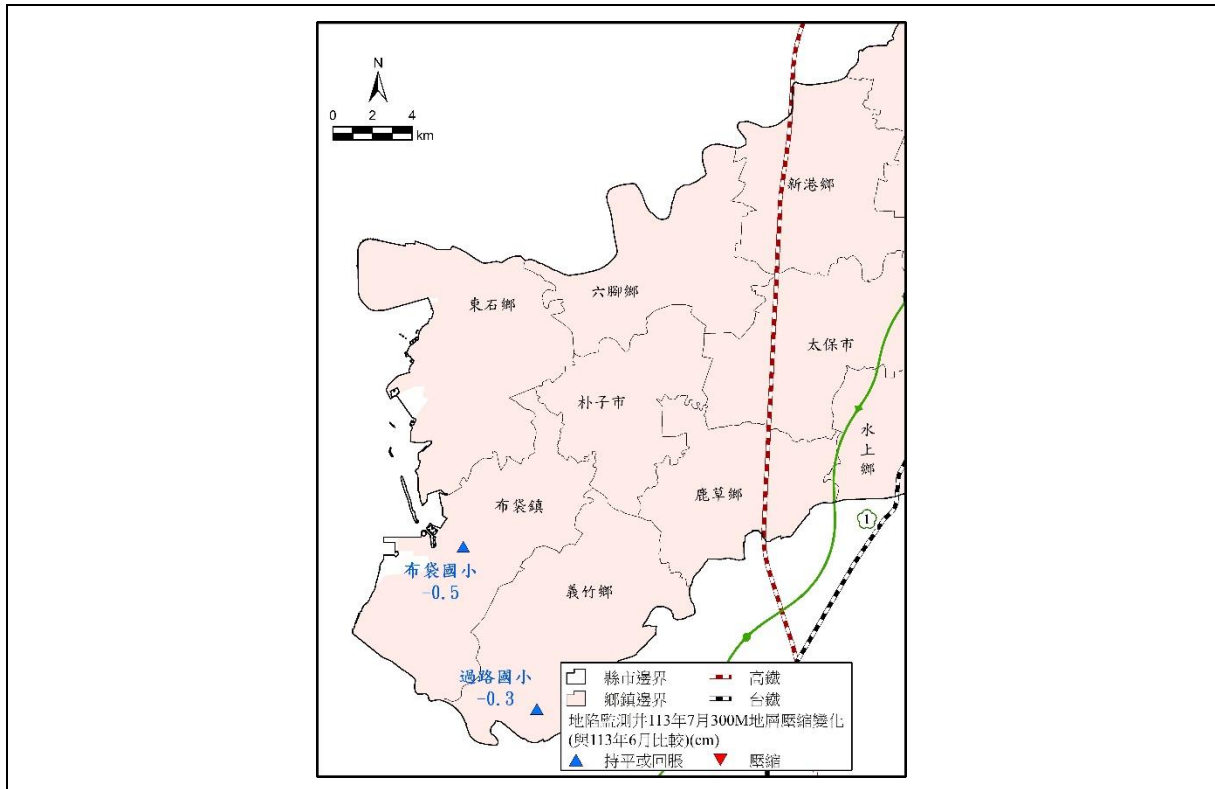 N
0 2 4
km
新港鄉
六腳鄉
東石鄉
太保市
朴子市
水上鄉
鹿草鄉
布袋鎮
1
布袋國小
-0.5
義竹鄉
過路國小
-0.3
縣市邊界 高鐵
鄉鎮邊界 台鐵
地陷監測井113年7月300M地層壓縮變化
(與113年6月比較)(cm)
持平或回脹 壓縮